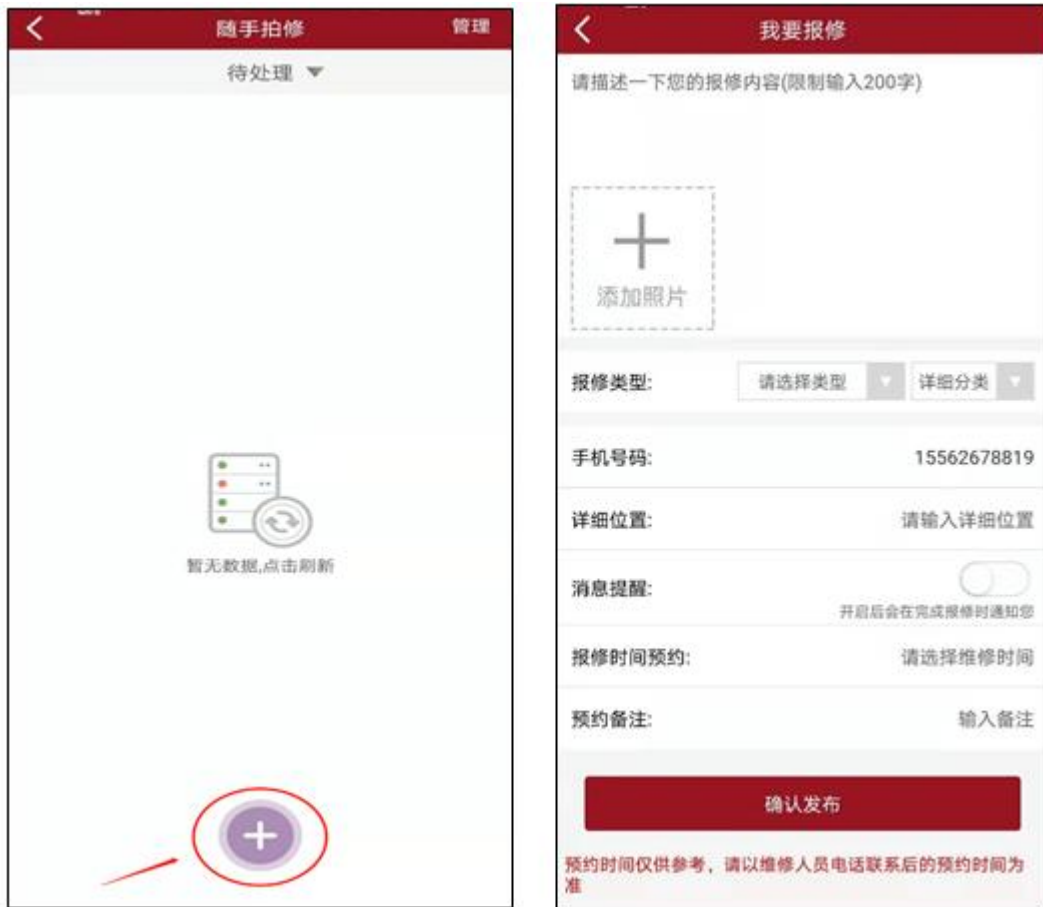 随手拍修
管理
待处理
暂无数据,点击刷新
我要报修
请描述一下您的报修内容(限制输入200字)
添加照片
报修类型:
请选择类型
详细分类
手机号码:
15562678819
详细位置:
请输入详细位置
消息提醒:
开启后会在完成报修时通知您
报修时间预约:
请选择维修时间
预约备注:
输入备注
确认发布
预约时间仅供参考，请以维修人员电话联系后的预约时间为
准